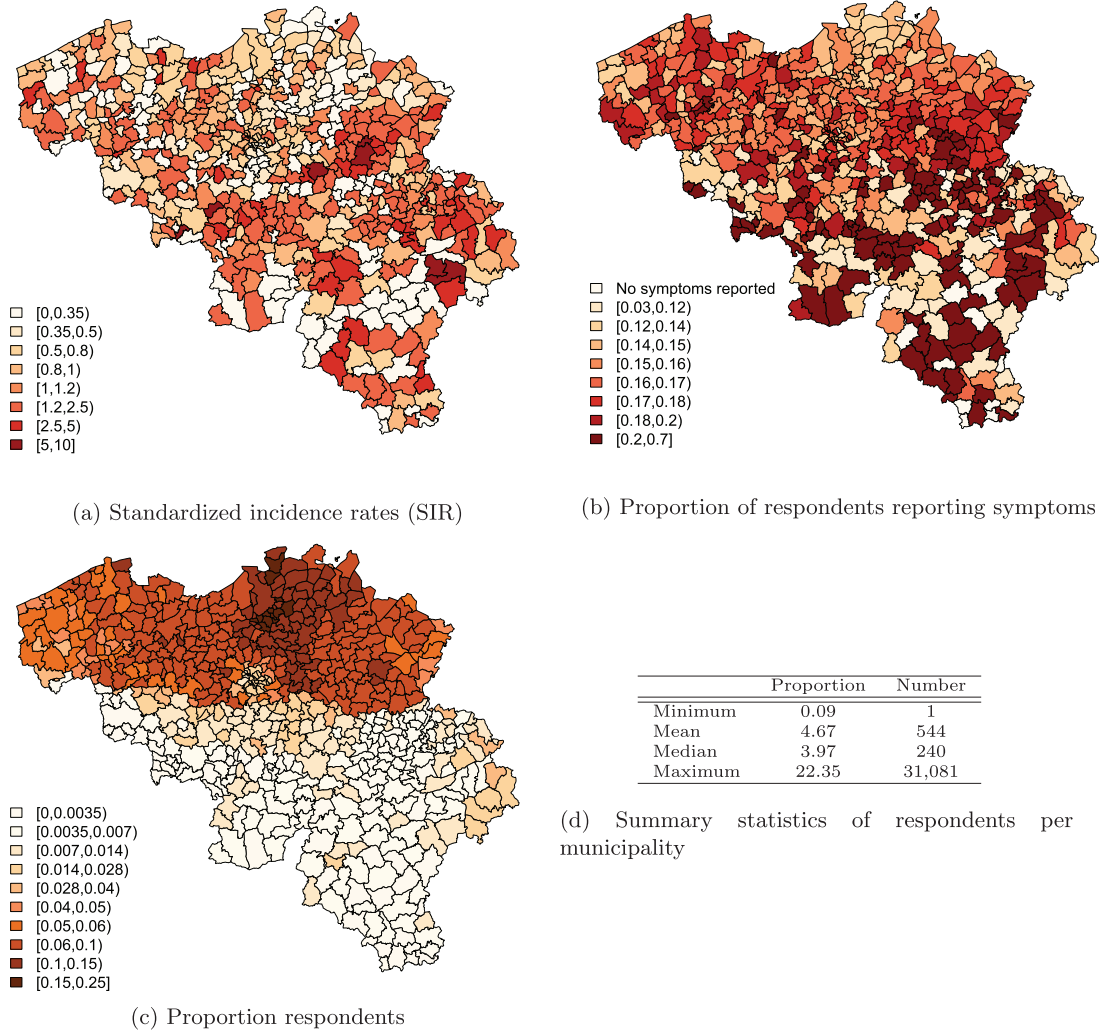 [0,0.35)
[0.35,0.5)
[0.5,0.8)
[0.8,1)
[1,1.2)
[1.2,2.5)
[2.5,5)
[5,10]
(a) Standardized incidence rates (SIR)
No symptoms reported
[0.03,0.12)
[0.12,0.14)
[0.14,0.15)
[0.15,0.16)
[0.16,0.17)
[0.17,0.18)
[0.18,0.2)
[0.2,0.7]
(b) Proportion of respondents reporting symptoms
[0,0.0035)
[0.0035,0.007)
[0.007,0.014)
[0.014,0.028)
[0.028,0.04)
[0.04,0.05)
[0.05,0.06)
[0.06,0.1)
[0.1,0.15)
[0.15,0.25]
(c) Proportion respondents
Proportion Number
Minimum 0.09 1
Mean 4.67 544
Median 3.97 240
Maximum 22.35 31,081
(d) Summary statistics of respondents per
municipality